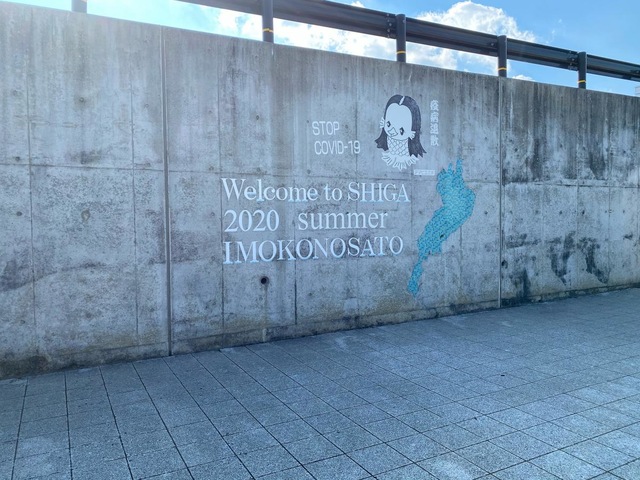 STOP
COVID-19
疫病退散
Welcome to SHIGA
2020 summer
IMOKONOSATO